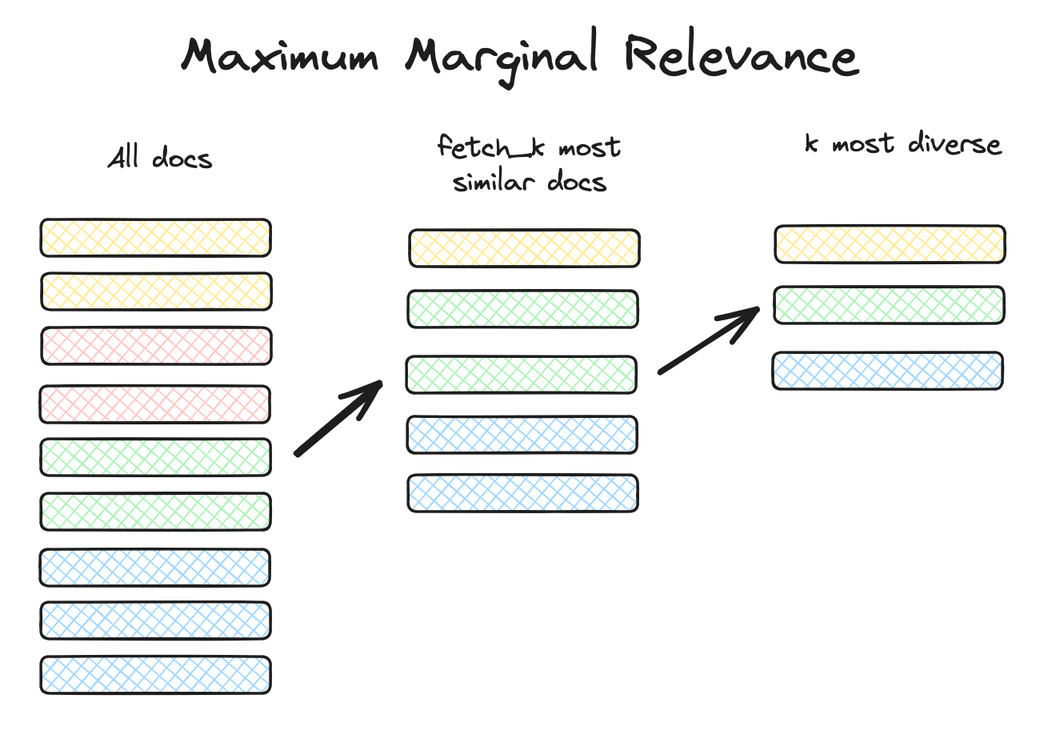 Maximum Marginal Relevance
All docs
fetch_k most
similar docs
k most diverse